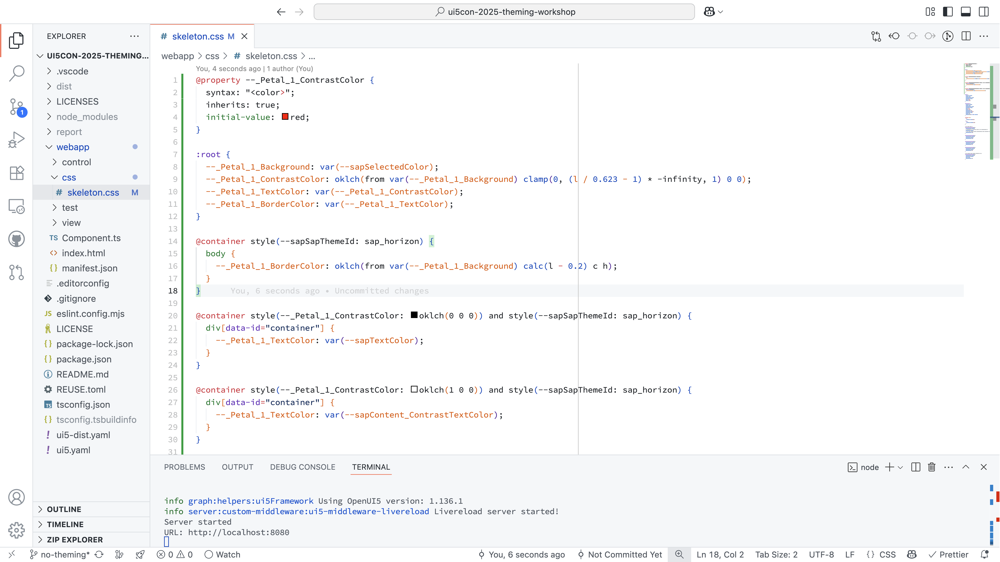 ui5con-2025-theming-workshop
EXPLORER
UI5CON-2025-THEMING...
.vscode
dist
LICENSES
node_modules
report
webapp
control
css
# skeleton.css M
test
view
TS Component.ts
<> index.html
{} manifest.json
.editorconfig
.gitignore
JS eslint.config.mjs
LICENSE
{} package-lock.json
{} package.json
README.md
REUSE.toml
TS tsconfig.json
{} tsconfig.tsbuildinfo
! ui5-dist.yaml
! ui5.yaml
OUTLINE
TIMELINE
ZIP EXPLORER
1
# skeleton.css M
webapp > css > # skeleton.css > ...
You, 4 seconds ago | 1 author (You)
1 @property --_Petal_1_ContrastColor {
2 syntax: "<color>";
3 inherits: true;
4 initial-value: red;
5 }
6
7 :root {
8 --_Petal_1_Background: var(--sapSelectedColor);
9 --_Petal_1_ContrastColor: oklch(from var(--_Petal_1_Background) clamp(0, (l / 0.623 - 1) * -infinity, 1) 0 0);
10 --_Petal_1_TextColor: var(--_Petal_1_ContrastColor);
11 --_Petal_1_BorderColor: var(--_Petal_1_TextColor);
12 }
13
14 @container style(--sapSapThemeId: sap_horizon) {
15 body {
16 --_Petal_1_BorderColor: oklch(from var(--_Petal_1_Background) calc(l - 0.2) c h);
17 }
18 } You, 6 seconds ago • Uncommitted changes
19
20 @container style(--_Petal_1_ContrastColor: oklch(0 0 0)) and style(--sapSapThemeId: sap_horizon) {
21 div[data-id="container"] {
22 --_Petal_1_TextColor: var(--sapTextColor);
23 }
24 }
25
26 @container style(--_Petal_1_ContrastColor: oklch(1 0 0)) and style(--sapSapThemeId: sap_horizon) {
27 div[data-id="container"] {
28 --_Petal_1_TextColor: var(--sapContent_ContrastTextColor);
29 }
30 }
31
PROBLEMS OUTPUT DEBUG CONSOLE TERMINAL
node
info graph:helpers:ui5Framework Using OpenUI5 version: 1.136.1
info server:custom-middleware:ui5-middleware-livereload Livereload server started!
Server started
URL: http://localhost:8080
no-theming* 0 0 Watch You, 6 seconds ago Not Committed Yet Ln 18, Col 2 Tab Size: 2 UTF-8 LF {} CSS Prettier